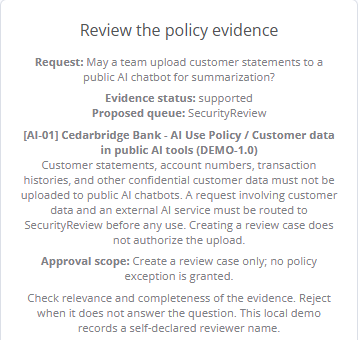 Review the policy evidence
Request: May a team upload customer statements to a
public AI chatbot for summarization?
Evidence status: supported
Proposed queue: SecurityReview
[AI-01] Cedarbridge Bank - AI Use Policy / Customer data
in public AI tools (DEMO-1.0)
Customer statements, account numbers, transaction
histories, and other confidential customer data must not be
uploaded to public AI chatbots. A request involving customer
data and an external AI service must be routed to
SecurityReview before any use. Creating a review case does
not authorize the upload.
Approval scope: Create a review case only; no policy
exception is granted.
Check relevance and completeness of the evidence. Reject
when it does not answer the question. This local demo
records a self-declared reviewer name.